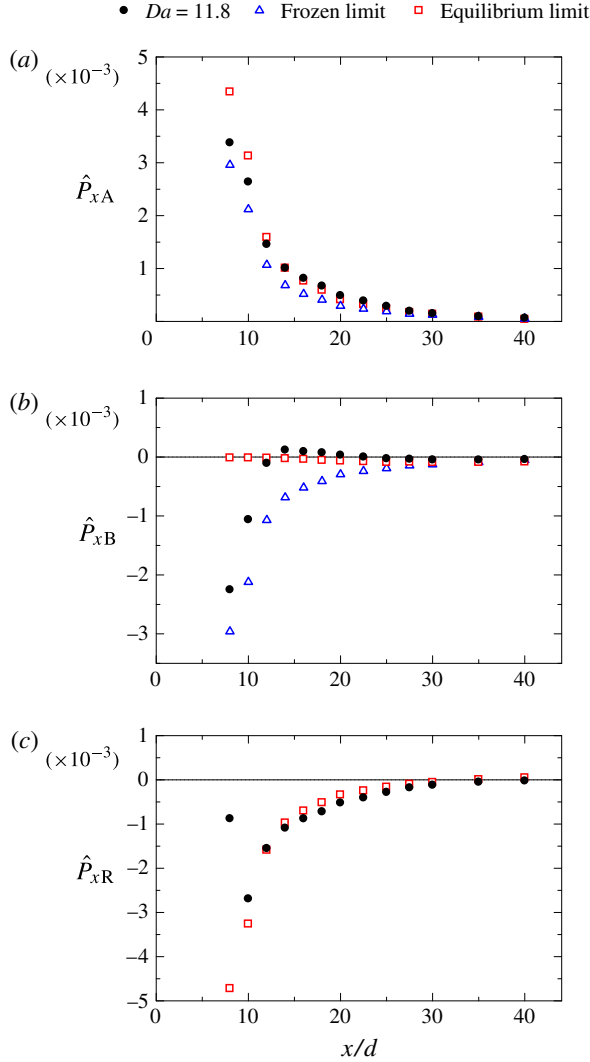 Da = 11.8 Frozen limit Equilibrium limit
(a)
(×10⁻³)
5
4
3
2
1
P̂xA
0 10 20 30 40
(b)
(×10⁻³)
1
0
−1
−2
−3
P̂xB
0 10 20 30 40
(c)
(×10⁻³)
1
0
−1
−2
−3
−4
−5
P̂xR
0 10 20 30 40
x/d